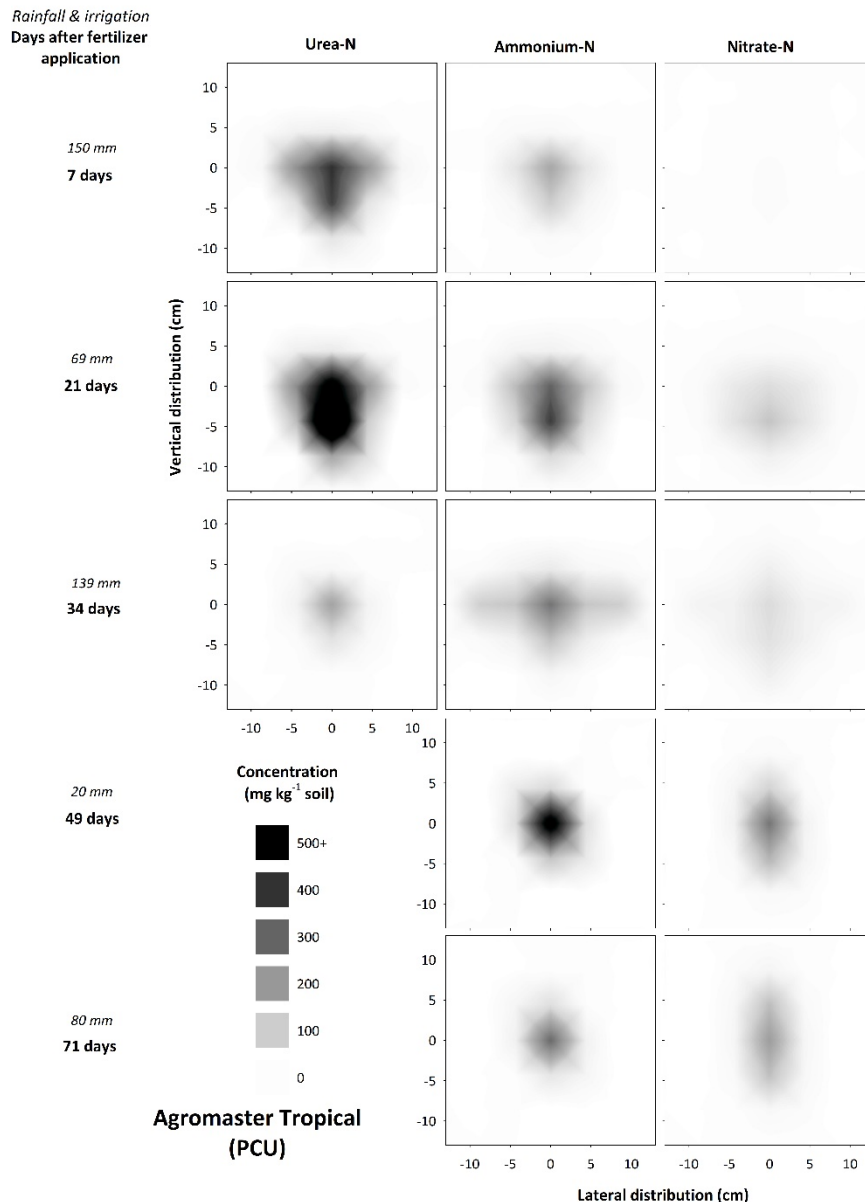 Rainfall & irrigation
Days after fertilizer
application
Urea-N
Ammonium-N
Nitrate-N
10
5
0
-5
-10
150 mm
7 days
Vertical distribution (cm)
10
5
0
-5
-10
69 mm
21 days
10
5
0
-5
-10
139 mm
34 days
-10 -5 0 5 10
10
5
0
-5
-10
20 mm
49 days
Concentration
(mg kg⁻¹ soil)
500+
400
300
200
100
0
10
5
0
-5
-10
80 mm
71 days
Agromaster Tropical
(PCU)
-10 -5 0 5 10
-10 -5 0 5 10
Lateral distribution (cm)